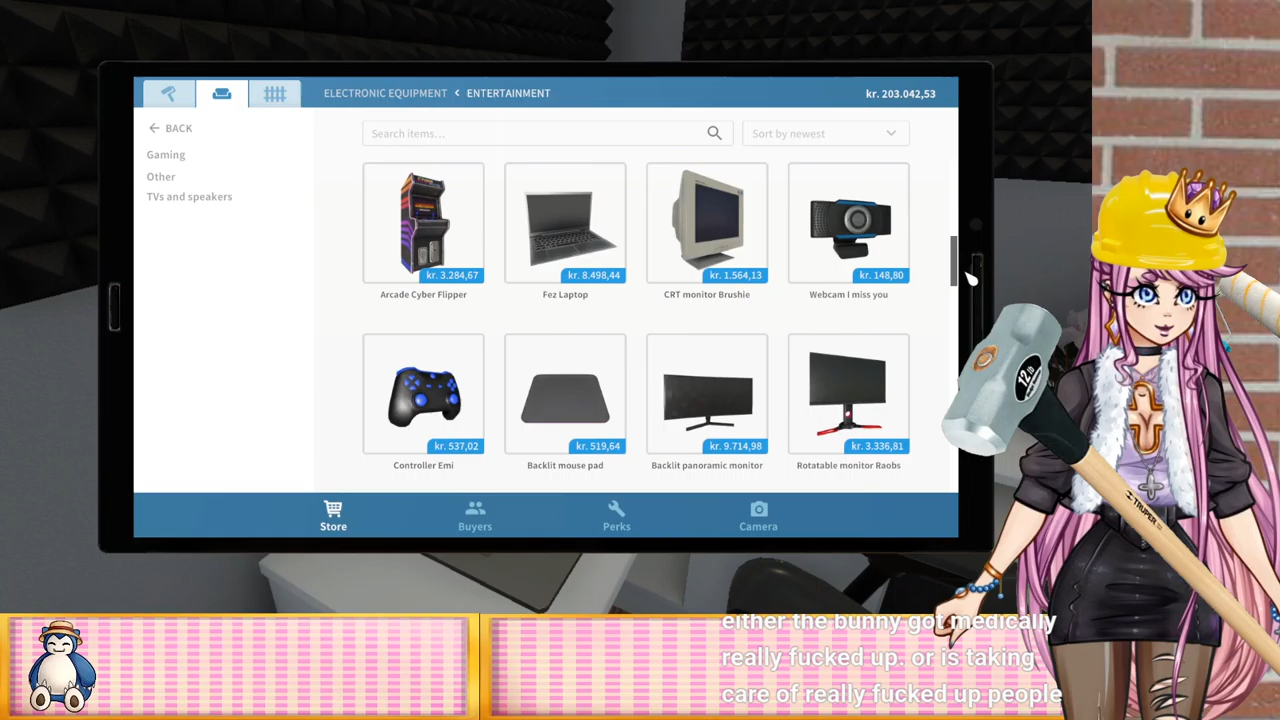 ELECTRONIC EQUIPMENT < ENTERTAINMENT
kr. 203.042,53
BACK
Search items...
Sort by newest
Gaming
Other
TVs and speakers
kr. 3.284,67
kr. 8.498,44
kr. 1.564,13
kr. 148,80
Arcade Cyber Flipper
Fez Laptop
CRT monitor Brushie
Webcam I miss you
kr. 537,02
kr. 519,64
kr. 9.714,98
kr. 3.336,81
Controller Emi
Backlit mouse pad
Backlit panoramic monitor
Rotatable monitor Raobs
Store
Buyers
Perks
Camera
12 lb
TRUPER
either the bunny got medically
really fucked up. or is taking
care of really fucked up people